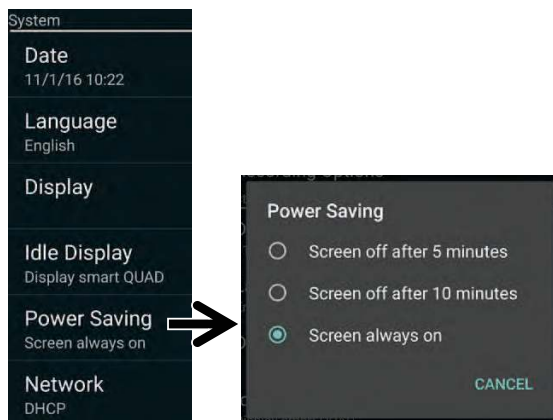 System
Date
11/1/16 10:22
Language
English
Display
Idle Display
Display smart QUAD
Power Saving
Screen always on
Network
DHCP
Power Saving
Screen off after 5 minutes
Screen off after 10 minutes
Screen always on
CANCEL